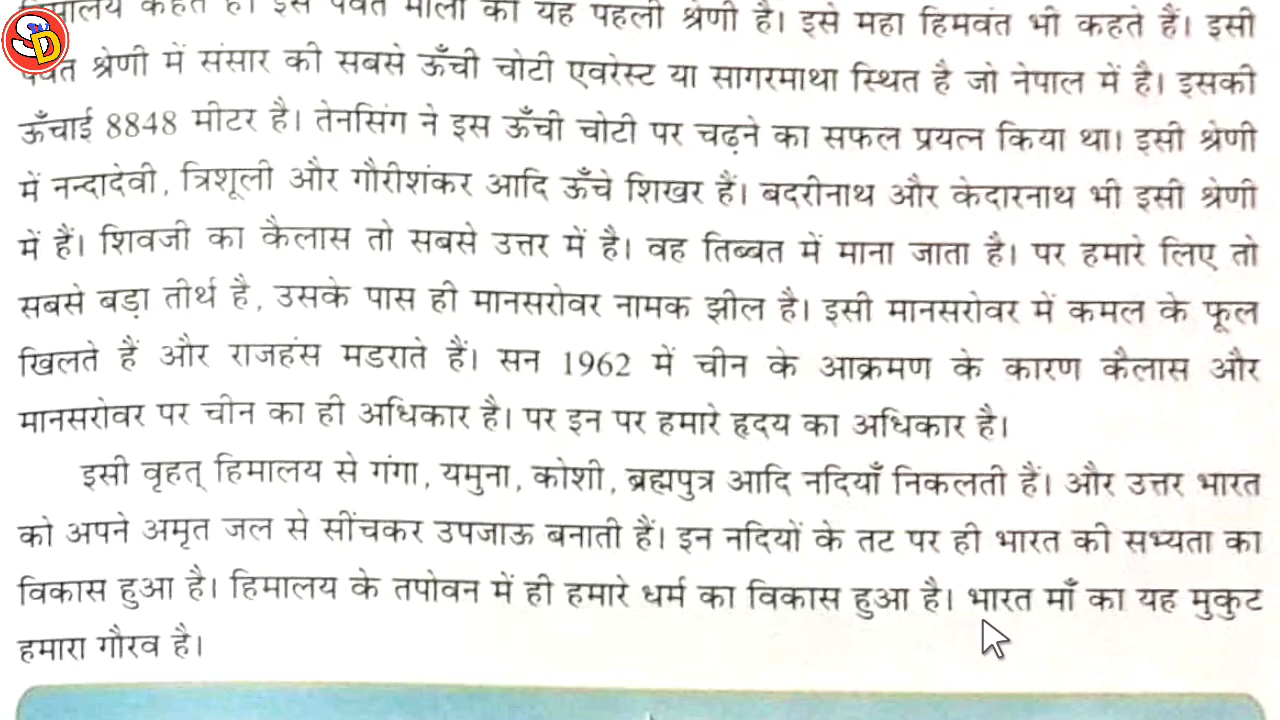 हिमालय कहते हैं। इस पर्वत माला की यह पहली श्रेणी है। इसे महा हिमवंत भी कहते हैं। इसी
SD
पर्वत श्रेणी में संसार की सबसे ऊँची चोटी एवरेस्ट या सागरमाथा स्थित है जो नेपाल में है। इसकी
ऊँचाई 8848 मीटर है। तेनसिंग ने इस ऊँची चोटी पर चढ़ने का सफल प्रयत्न किया था। इसी श्रेणी
में नन्दादेवी, त्रिशूली और गौरीशंकर आदि ऊँचे शिखर हैं। बदरीनाथ और केदारनाथ भी इसी श्रेणी
में हैं। शिवजी का कैलास तो सबसे उत्तर में है। वह तिब्बत में माना जाता है। पर हमारे लिए तो
सबसे बड़ा तीर्थ है, उसके पास ही मानसरोवर नामक झील है। इसी मानसरोवर में कमल के फूल
खिलते हैं और राजहंस मडराते हैं। सन 1962 में चीन के आक्रमण के कारण कैलास और
मानसरोवर पर चीन का ही अधिकार है। पर इन पर हमारे हृदय का अधिकार है।
इसी वृहत् हिमालय से गंगा, यमुना, कोशी, ब्रह्मपुत्र आदि नदियाँ निकलती हैं। और उत्तर भारत
को अपने अमृत जल से सींचकर उपजाऊ बनाती हैं। इन नदियों के तट पर ही भारत की सभ्यता का
विकास हुआ है। हिमालय के तपोवन में ही हमारे धर्म का विकास हुआ है। भारत माँ का यह मुकुट
हमारा गौरव है।